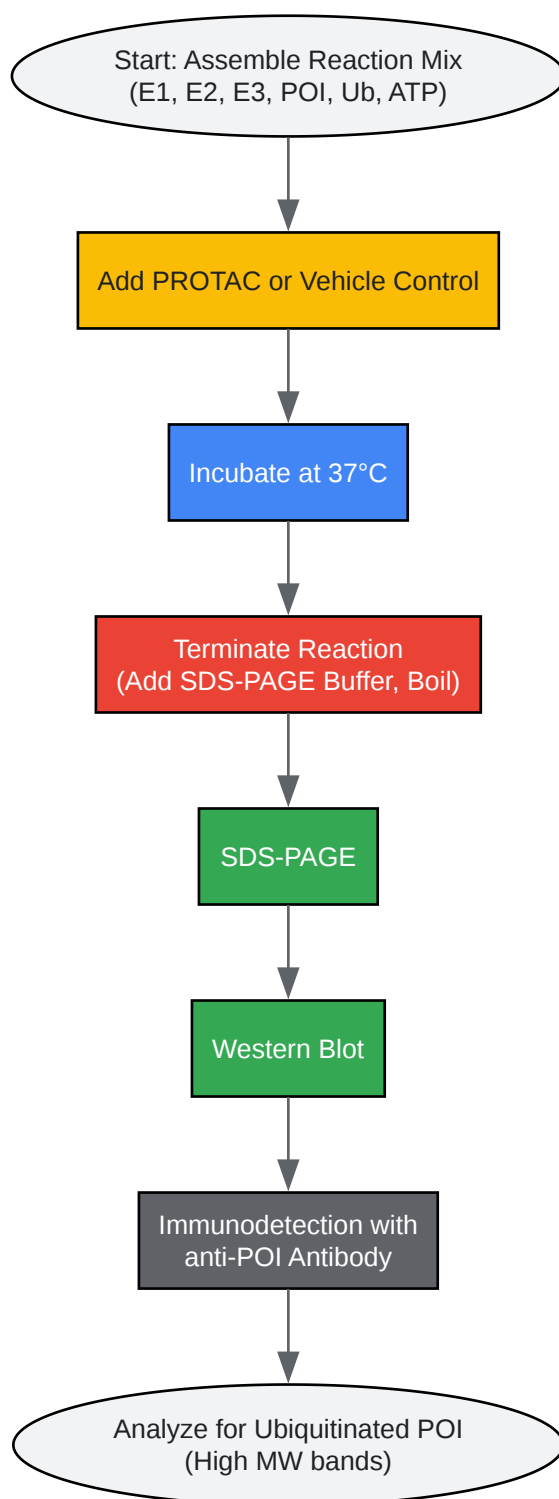 Start: Assemble Reaction Mix
(E1, E2, E3, POI, Ub, ATP)
Add PROTAC or Vehicle Control
Incubate at 37°C
Terminate Reaction
(Add SDS-PAGE Buffer, Boil)
SDS-PAGE
Western Blot
Immunodetection with
anti-POI Antibody
Analyze for Ubiquitinated POI
(High MW bands)